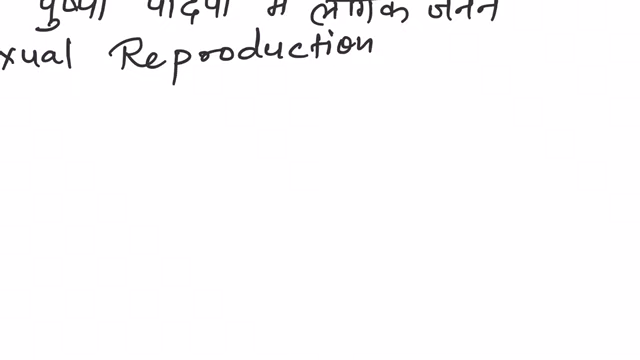 पुष्पी पादपों में लैंगिक जनन
xual Reproduction